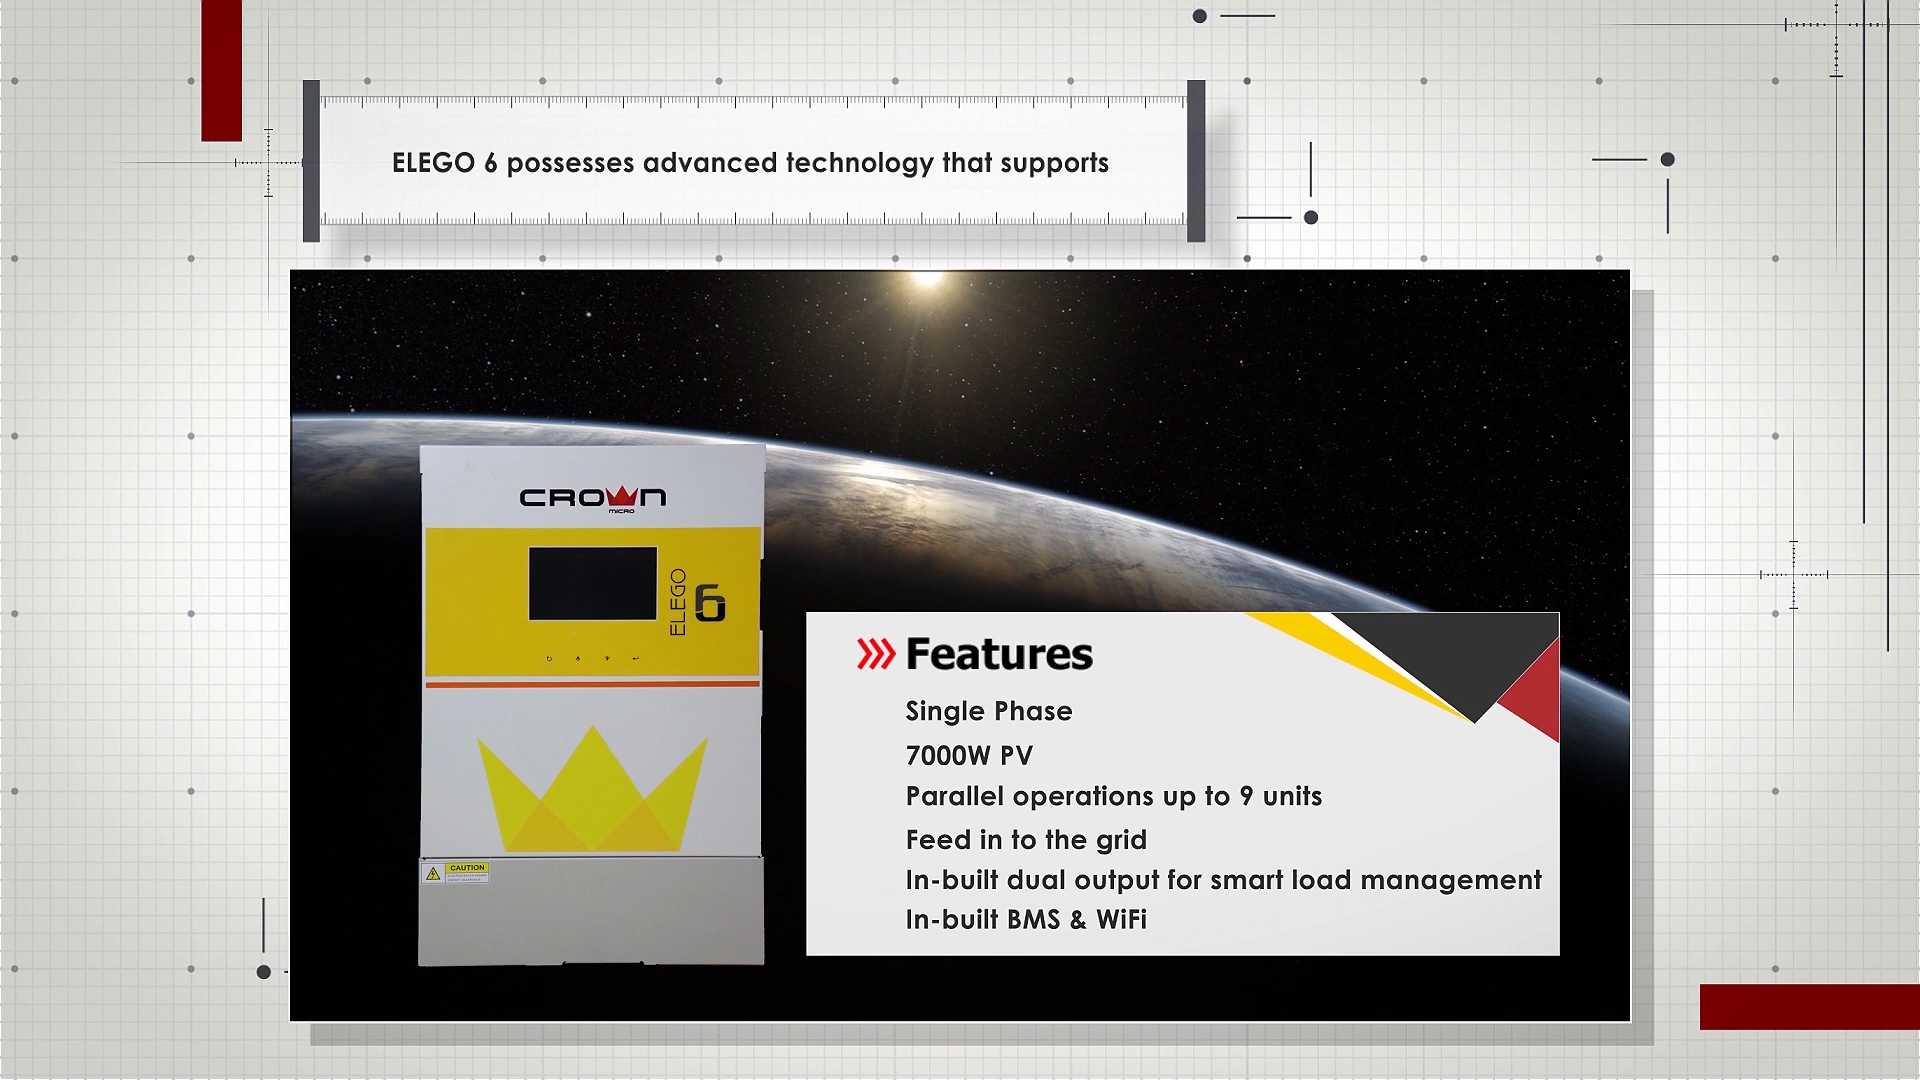 ELEGO 6 possesses advanced technology that supports
CROWN
MICRO
ELEGO 6
CAUTION
Features
Single Phase
7000W PV
Parallel operations up to 9 units
Feed in to the grid
In-built dual output for smart load management
In-built BMS & WiFi